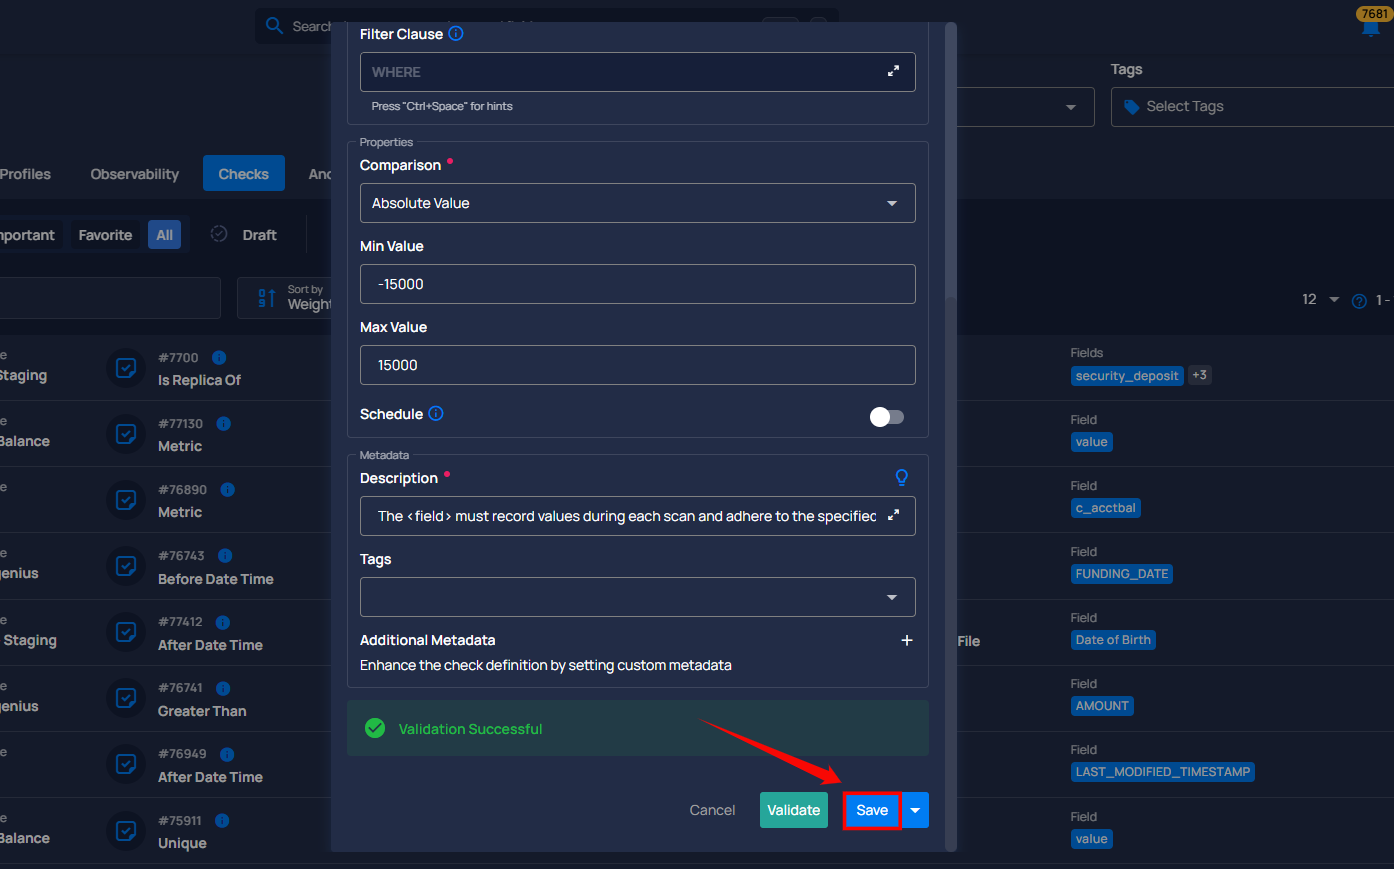 7681
Search
Filter Clause
WHERE
Press "Ctrl+Space" for hints
Tags
Select Tags
Profiles
Observability
Checks
Properties
Comparison
Absolute Value
Min Value
-15000
Max Value
15000
Schedule
Favorite
All
Draft
Sort by
Weight
12
1 -
Staging
#7700
Is Replica Of
Fields
security_deposit
+3
Balance
#77130
Metric
Field
value
#76890
Metric
Field
c_acctbal
#76743
Before Date Time
Field
FUNDING_DATE
Staging
#77412
After Date Time
File
Field
Date of Birth
#76741
Greater Than
Field
AMOUNT
#76949
After Date Time
Field
LAST_MODIFIED_TIMESTAMP
Balance
#75911
Unique
Field
value
Metadata
Description
The <field> must record values during each scan and adhere to the specified
Tags
Additional Metadata
Enhance the check definition by setting custom metadata
Validation Successful
Cancel
Validate
Save